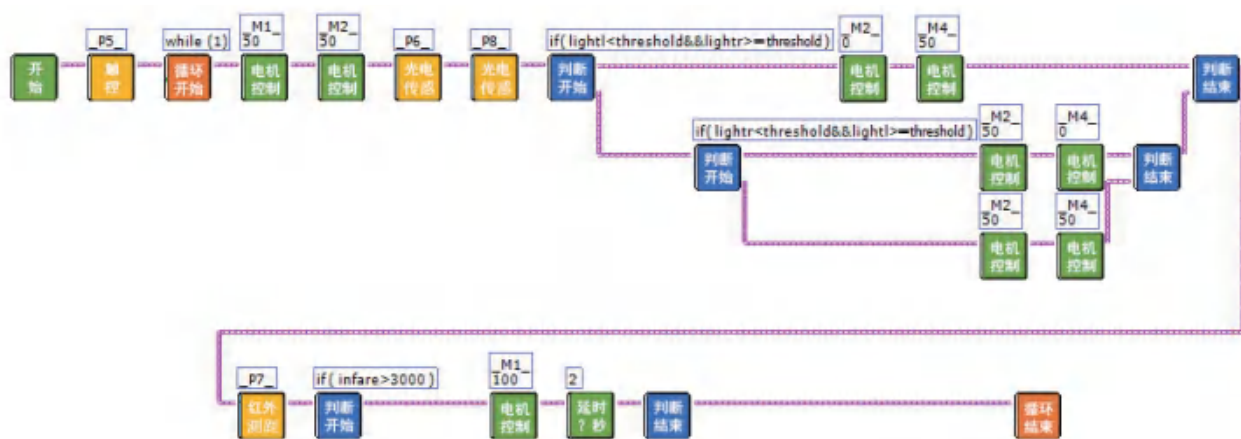 _P5_
while (1)
_M1_
50
_M2_
50
_P6_
_P8_
if( lightl<threshold&&lightr>=threshold)
_M2_
0
_M4_
50
开
始
触
控
循环
开始
电机
控制
电机
控制
光电
传感
光电
传感
判断
开始
电机
控制
电机
控制
判断
结束
if( lightr<threshold&&lightl>=threshold)
_M2_
50
_M4_
0
判断
开始
电机
控制
电机
控制
判断
结束
_M2_
50
_M4_
50
电机
控制
电机
控制
_P7_
if( infare>3000 )
_M1_
100
2
红外
测距
判断
开始
电机
控制
延时
? 秒
判断
结束
循环
结束